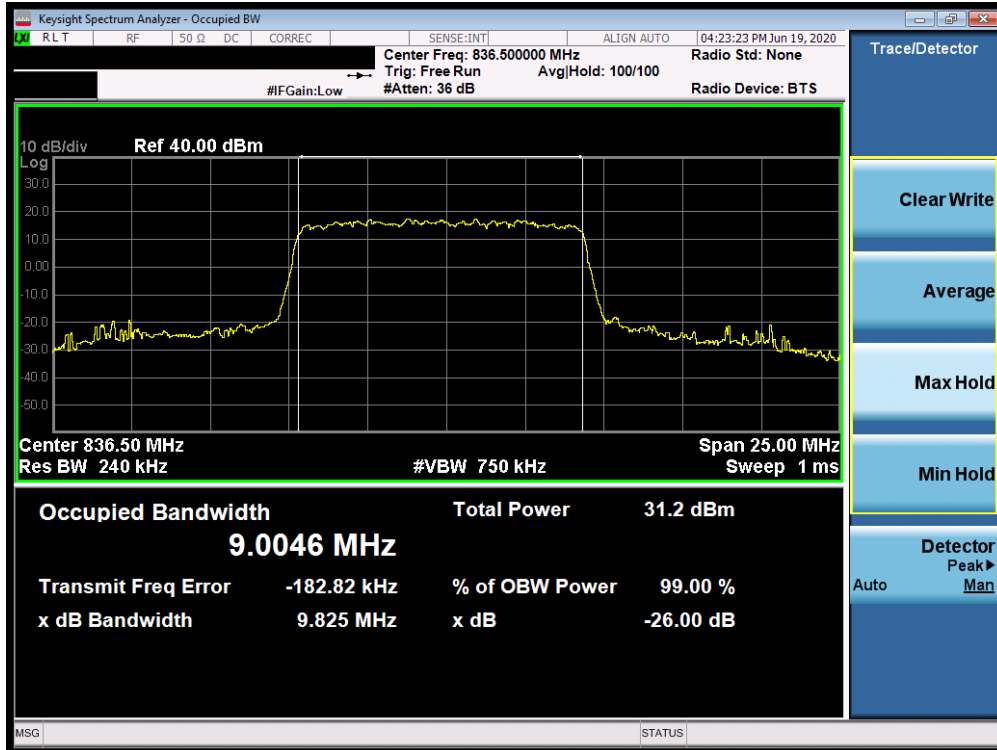 Keysight Spectrum Analyzer - Occupied BW
LXI RLT RF 50 Ω DC CORREC SENSE:INT ALIGN AUTO 04:23:23 PM Jun 19, 2020
Center Freq: 836.500000 MHz Radio Std: None
Trig: Free Run Avg|Hold: 100/100
#IFGain:Low #Atten: 36 dB Radio Device: BTS
10 dB/div Ref 40.00 dBm
Log
30.0
20.0
10.0
0.00
-10.0
-20.0
-30.0
-40.0
-50.0
Center 836.50 MHz Span 25.00 MHz
Res BW 240 kHz #VBW 750 kHz Sweep 1 ms
Occupied Bandwidth Total Power 31.2 dBm
9.0046 MHz
Transmit Freq Error -182.82 kHz % of OBW Power 99.00 %
x dB Bandwidth 9.825 MHz x dB -26.00 dB
MSG STATUS
Trace/Detector
Clear Write
Average
Max Hold
Min Hold
Detector
Peak▶
Auto Man